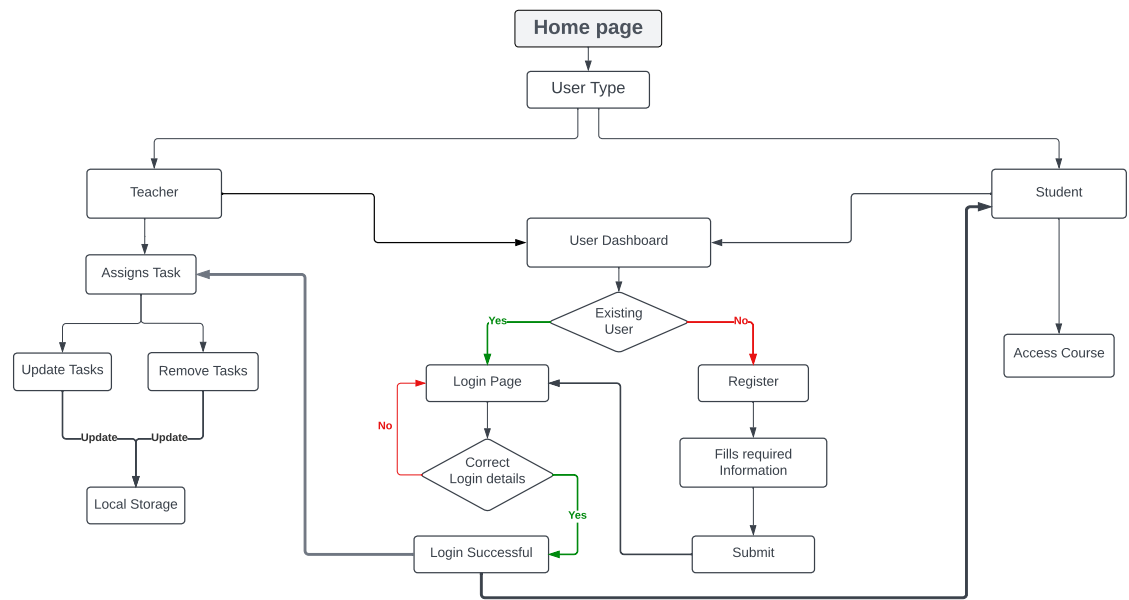 Home page
User Type
Teacher
Student
User Dashboard
Assigns Task
Existing
User
Yes
No
Update Tasks
Remove Tasks
Login Page
Register
Access Course
No
Update
Update
Correct
Login details
Fills required
Information
Local Storage
Yes
Login Successful
Submit